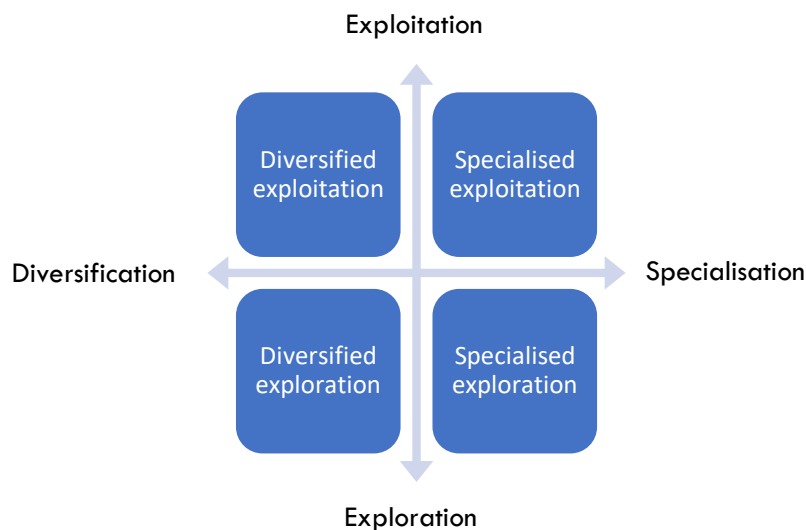 Exploitation
Diversified
exploitation
Specialised
exploitation
Diversification
Specialisation
Diversified
exploration
Specialised
exploration
Exploration